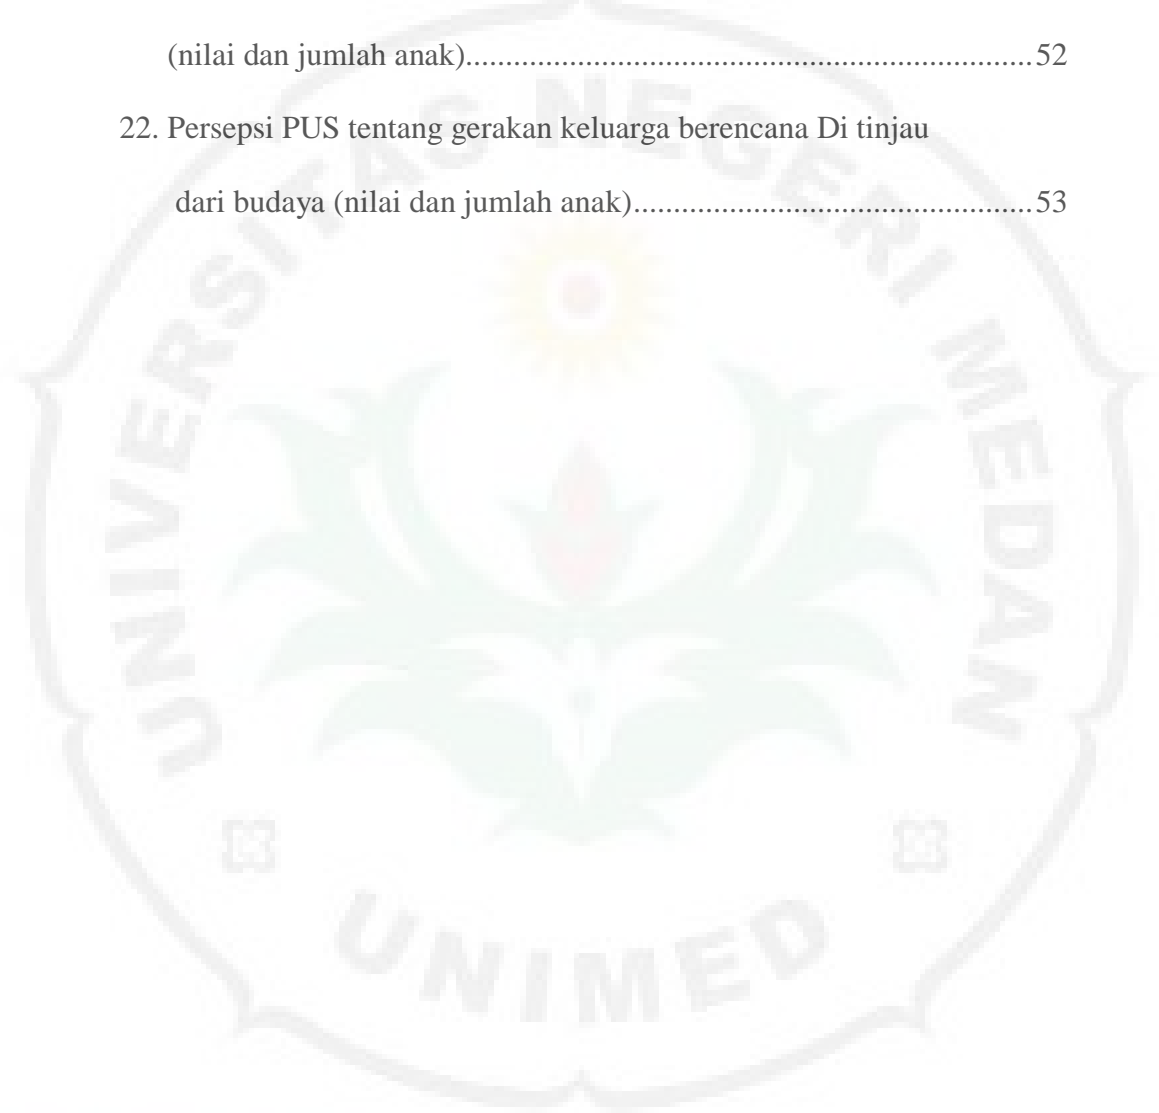 (nilai dan jumlah anak)......................................................................52
22. Persepsi PUS tentang gerakan keluarga berencana Di tinjau
dari budaya (nilai dan jumlah anak)..................................................53
UNIVERSITAS NEGERI MEDAN
UNIMED